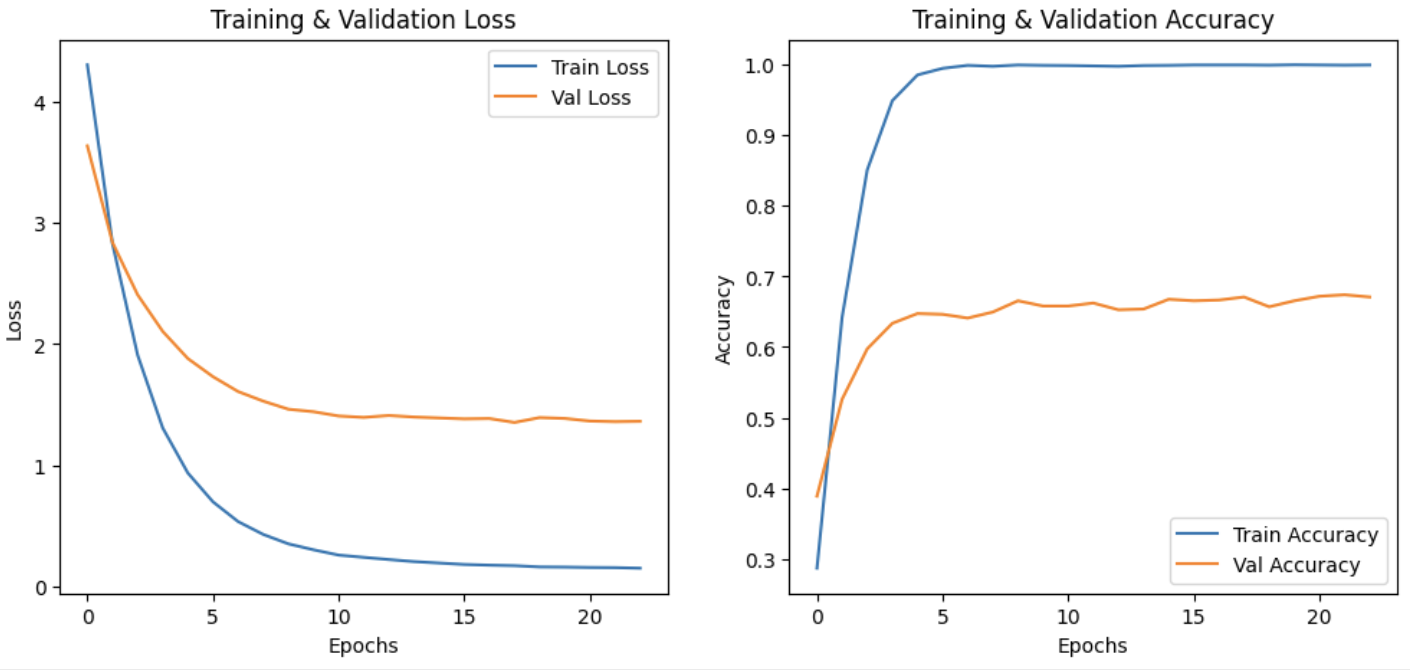 Training & Validation Loss
Train Loss
Val Loss
4
3
2
1
0
Loss
0 5 10 15 20
Epochs
Training & Validation Accuracy
1.0
0.9
0.8
0.7
0.6
0.5
0.4
0.3
Accuracy
Train Accuracy
Val Accuracy
0 5 10 15 20
Epochs